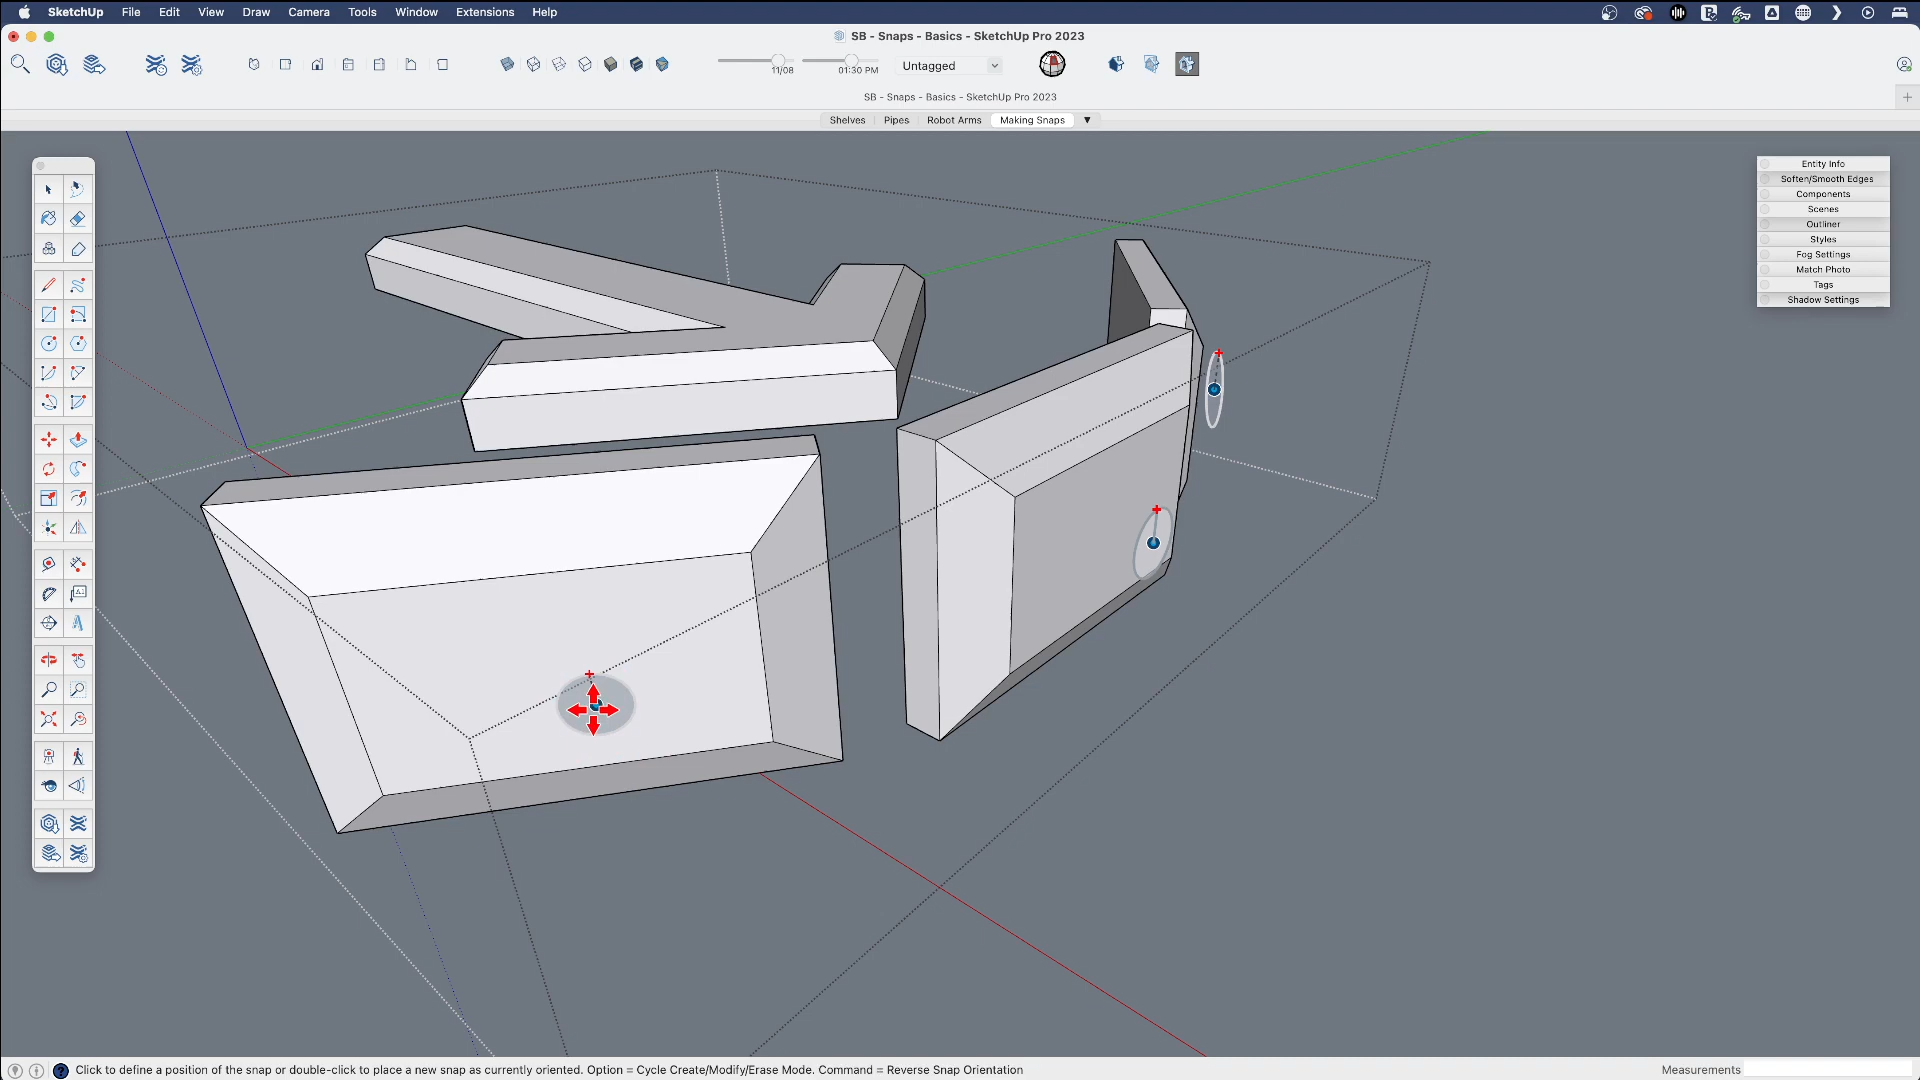 SketchUp File Edit View Draw Camera Tools Window Extensions Help
SB - Snaps - Basics - SketchUp Pro 2023
11/08 01:30 PM Untagged
SB - Snaps - Basics - SketchUp Pro 2023
Shelves Pipes Robot Arms Making Snaps
Entity Info
Soften/Smooth Edges
Components
Scenes
Outliner
Styles
Fog Settings
Match Photo
Tags
Shadow Settings
Click to define a position of the snap or double-click to place a new snap as currently oriented. Option = Cycle Create/Modify/Erase Mode. Command = Reverse Snap Orientation Measurements